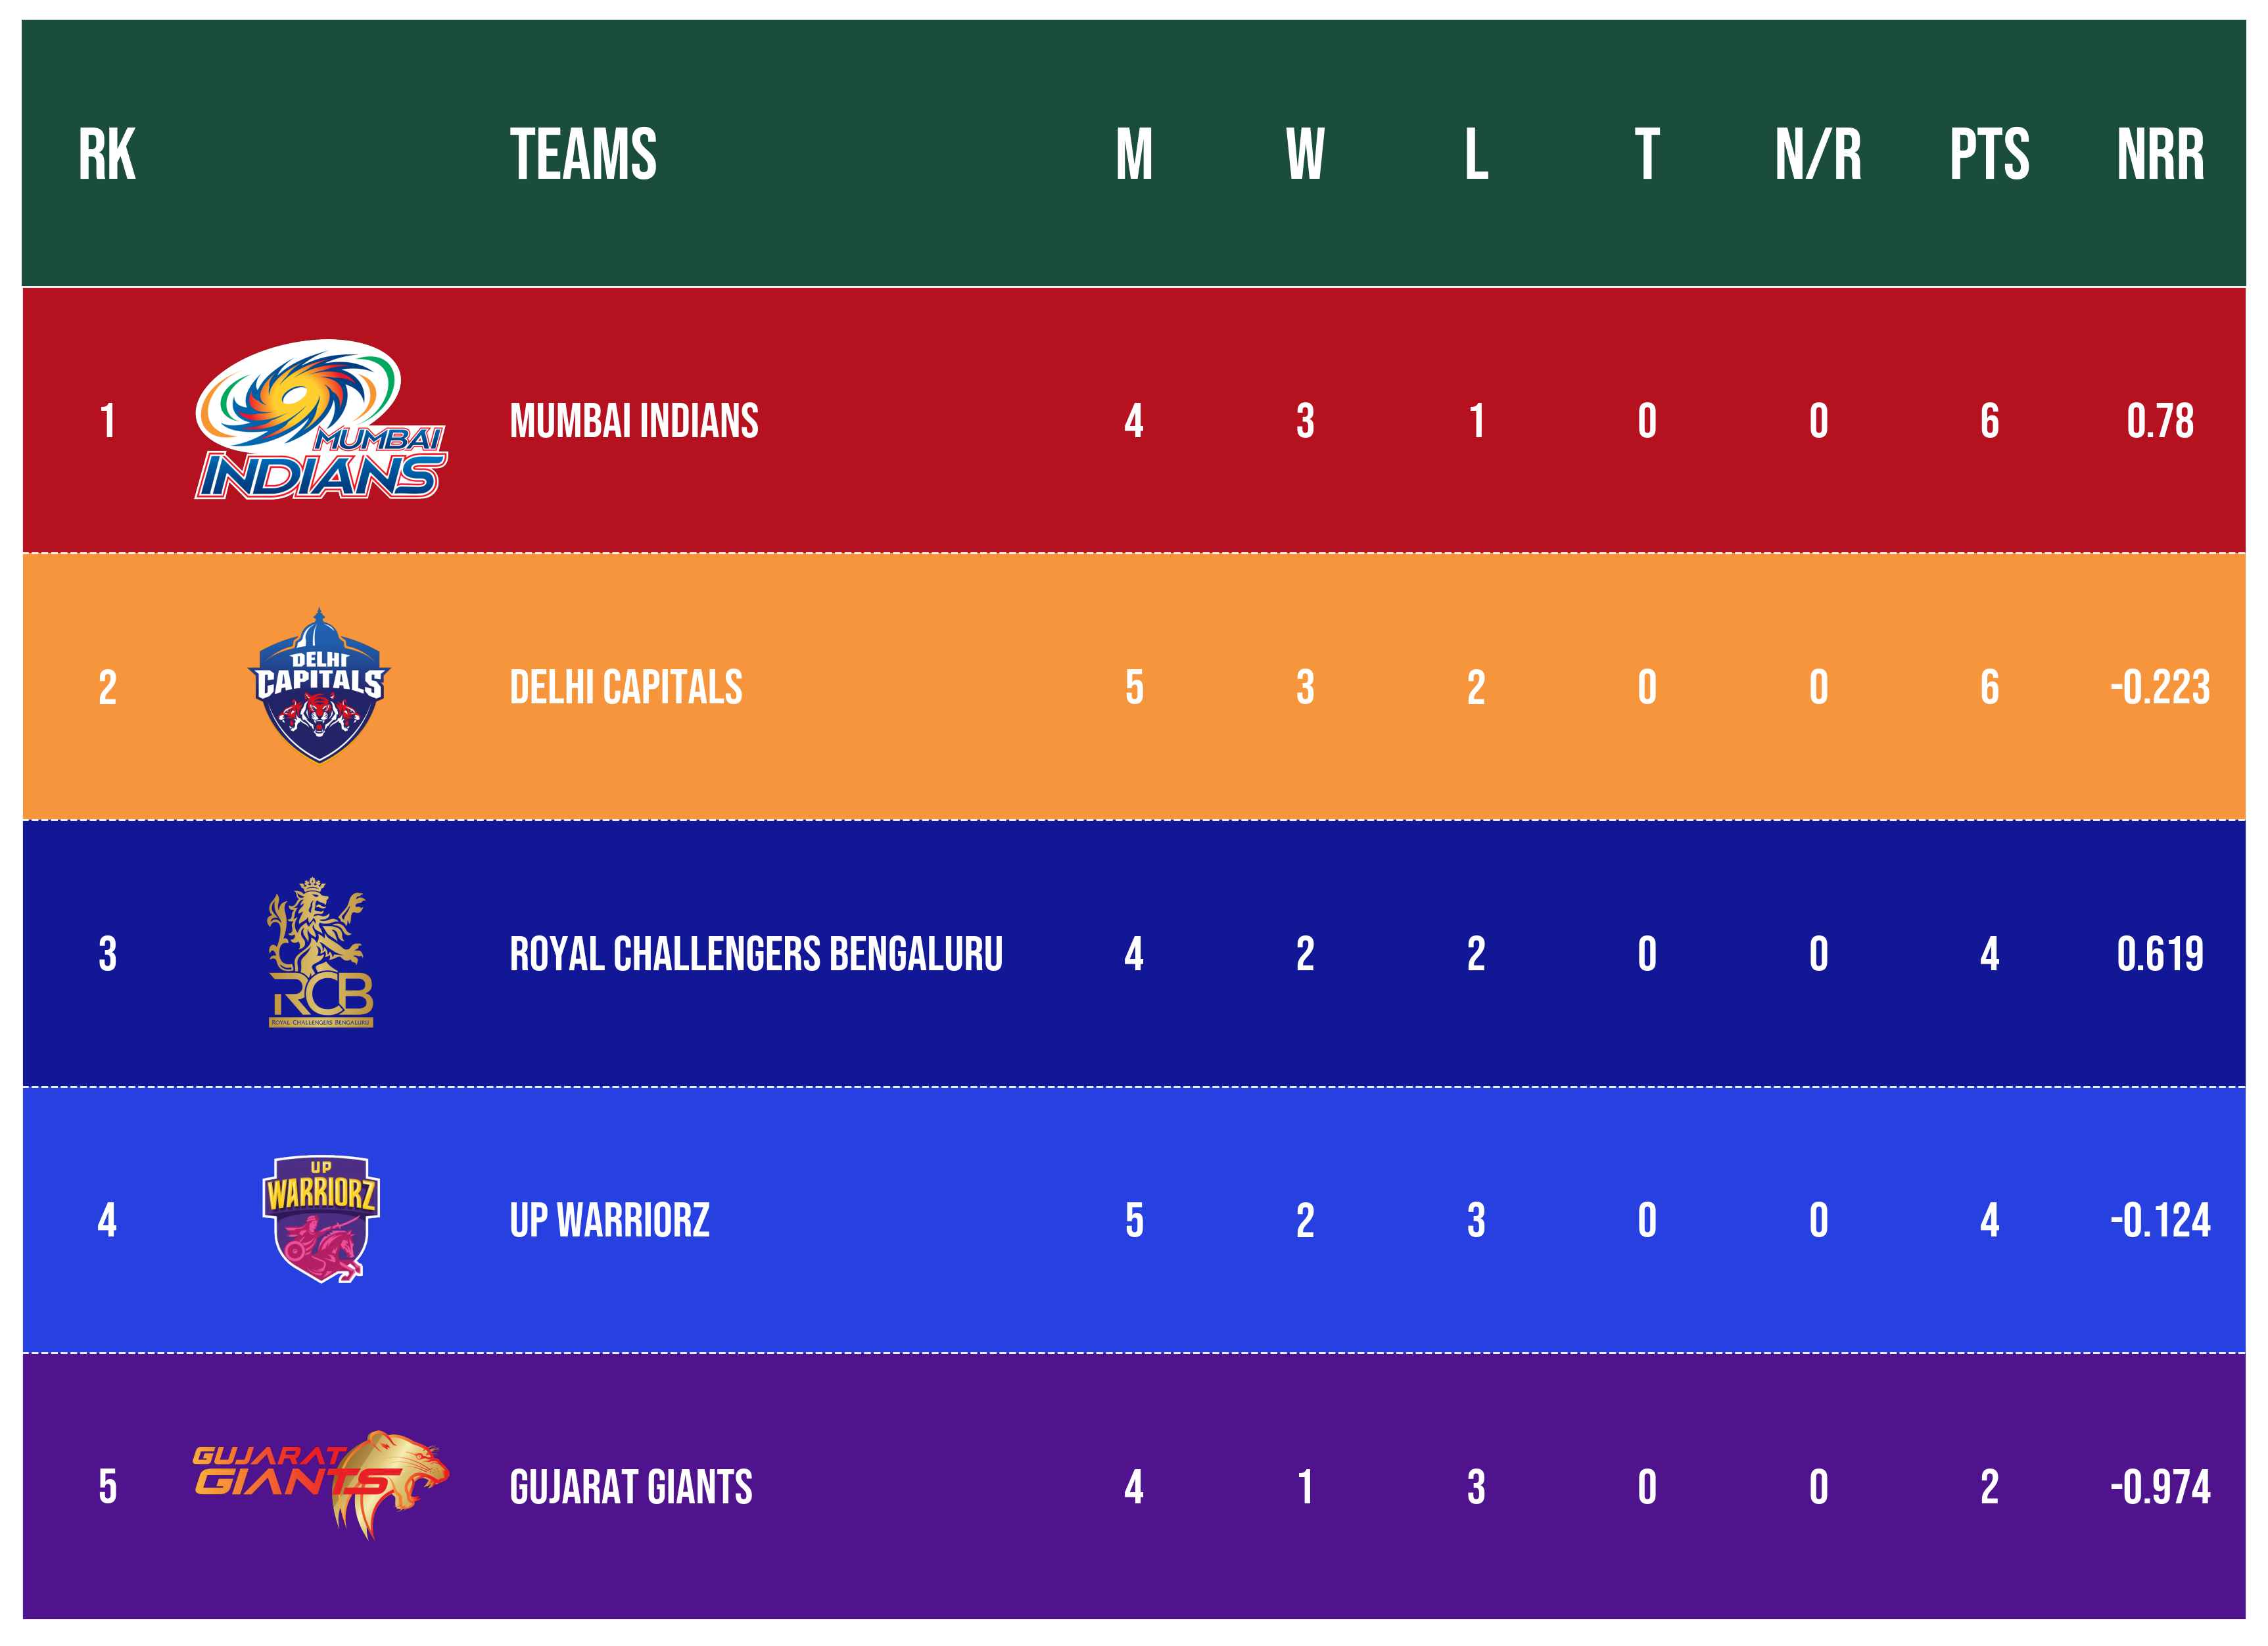 RK TEAMS M W L T N/R PTS NRR
1 MUMBAI INDIANS MUMBAI INDIANS 4 3 1 0 0 6 0.78
2 DELHI CAPITALS DELHI CAPITALS 5 3 2 0 0 6 -0.223
3 RCB ROYAL CHALLENGERS BENGALURU ROYAL CHALLENGERS BENGALURU 4 2 2 0 0 4 0.619
4 UP WARRIORZ UP WARRIORZ 5 2 3 0 0 4 -0.124
5 GUJARAT GIANTS GUJARAT GIANTS 4 1 3 0 0 2 -0.974